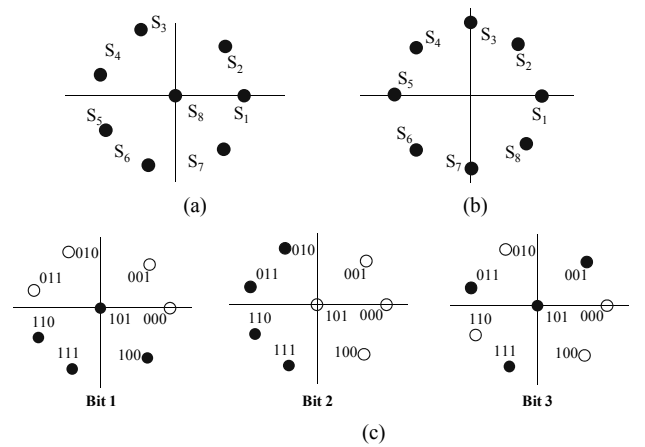 S₃
S₄
S₂
S₈
S₁
S₅
S₆
S₇
(a)
S₃
S₄
S₂
S₅
S₁
S₆
S₇
S₈
(b)
010
011
001
101
000
110
111
100
Bit 1
010
011
001
101
000
110
111
100
Bit 2
010
011
001
101
000
110
111
100
Bit 3
(c)